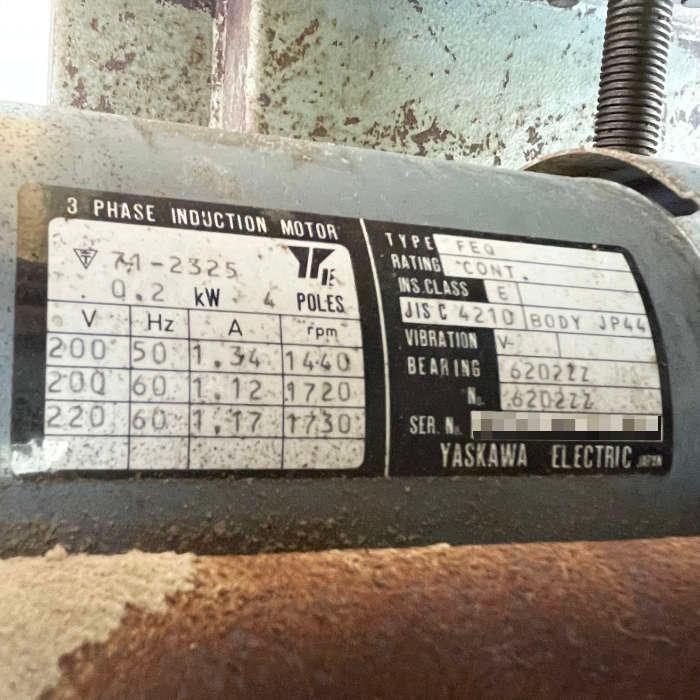 3 PHASE INDUCTION MOTOR
71-2325
0.2 kW 4 POLES
V Hz A rpm
200 50 1.34 1440
200 60 1.12 1720
220 60 1.17 1730
TYPE FEQ
RATING CONT.
INS.CLASS E
JIS C 4210 BODY JP44
VIBRATION V-
BEARING 6202ZZ
No. 6202ZZ
SER. No.
YASKAWA ELECTRIC JAPAN